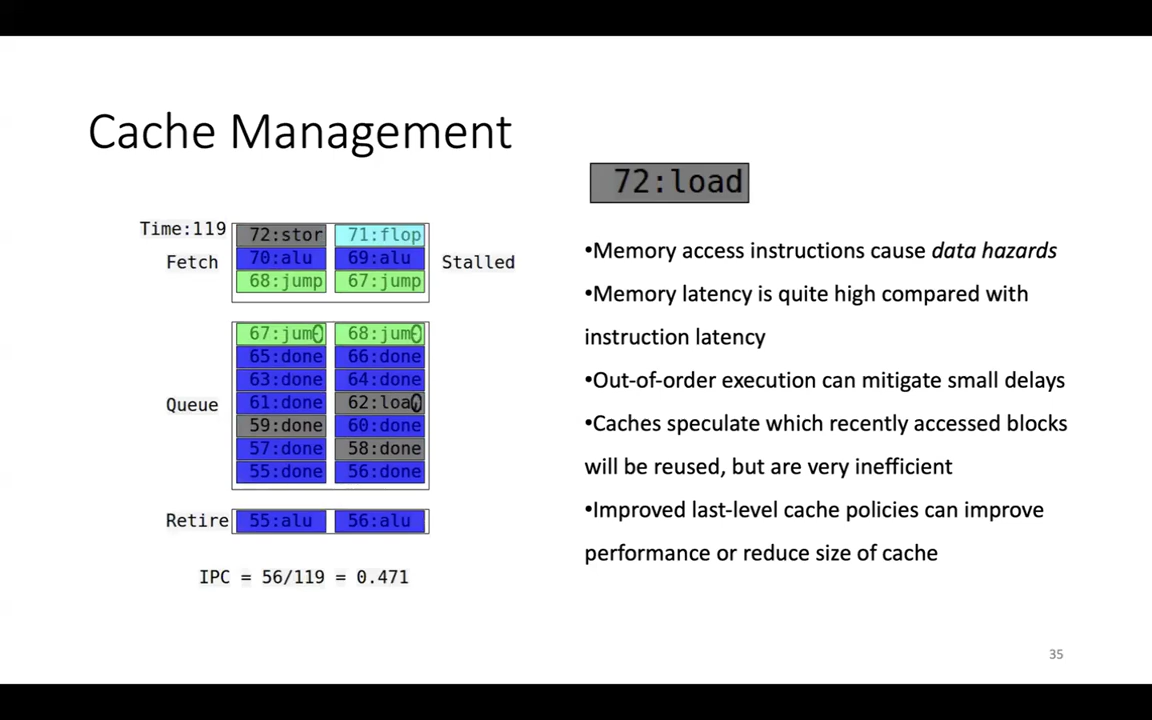 Cache Management
72:load
Time:119
72:stor 71:flop
Fetch
70:alu 69:alu
Stalled
68:jump 67:jump
67:jum 68:jum
65:done 66:done
63:done 64:done
Queue
61:done 62:loa
59:done 60:done
57:done 58:done
55:done 56:done
Retire
55:alu 56:alu
IPC = 56/119 = 0.471
•Memory access instructions cause data hazards
•Memory latency is quite high compared with
instruction latency
•Out-of-order execution can mitigate small delays
•Caches speculate which recently accessed blocks
will be reused, but are very inefficient
•Improved last-level cache policies can improve
performance or reduce size of cache
35